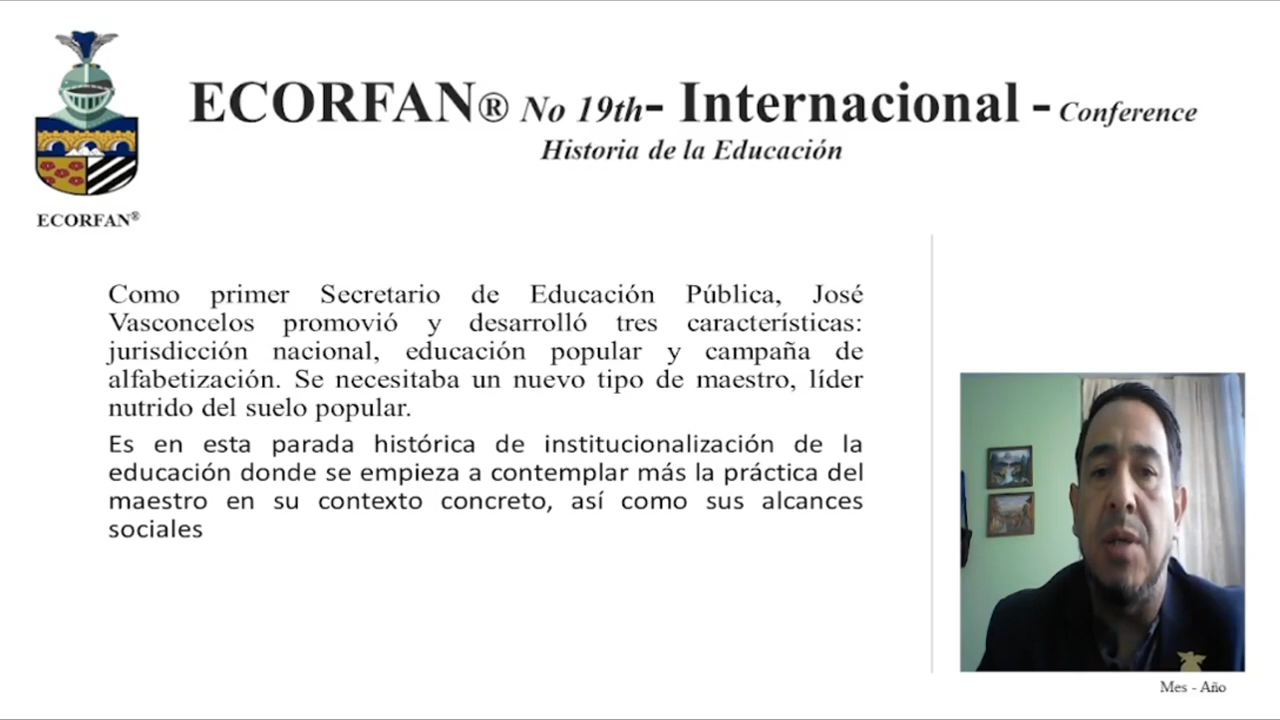 ECORFAN® No 19th- Internacional - Conference
Historia de la Educación
ECORFAN®
Como primer Secretario de Educación Pública, José
Vasconcelos promovió y desarrolló tres características:
jurisdicción nacional, educación popular y campaña de
alfabetización. Se necesitaba un nuevo tipo de maestro, líder
nutrido del suelo popular.
Es en esta parada histórica de institucionalización de la
educación donde se empieza a contemplar más la práctica del
maestro en su contexto concreto, así como sus alcances
sociales
Mes - Año